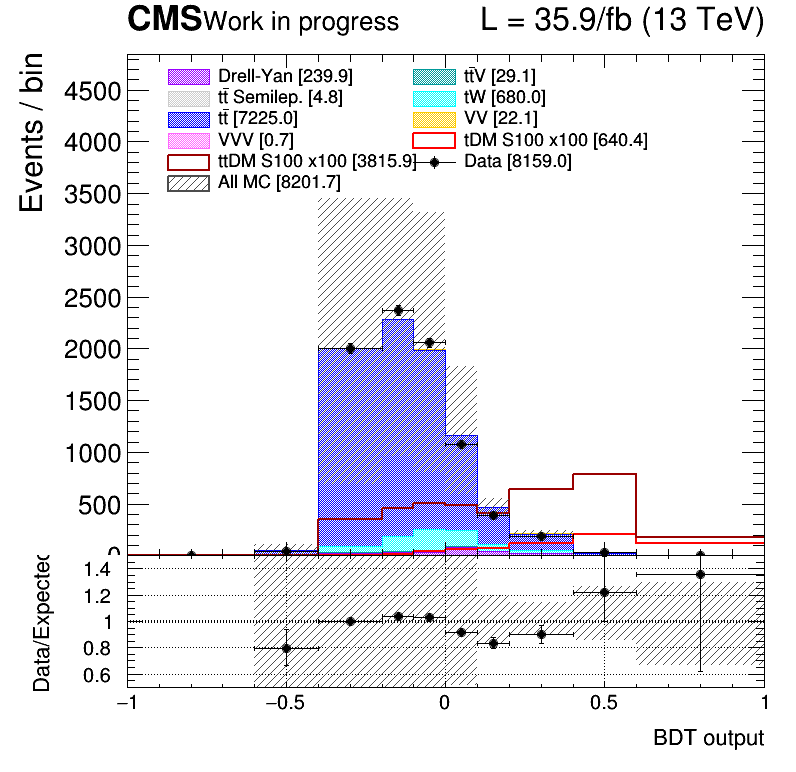 CMS Work in progress L = 35.9/fb (13 TeV)
Events / bin
Drell-Yan [239.9] tt̄V [29.1]
tt̄ Semilep. [4.8] tW [680.0]
tt̄ [7225.0] VV [22.1]
VVV [0.7] tDM S100 x100 [640.4]
ttDM S100 x100 [3815.9] Data [8159.0]
All MC [8201.7]
4500
4000
3500
3000
2500
2000
1500
1000
500
0
Data/Expected
1.4
1.2
1
0.8
0.6
−1 −0.5 0 0.5 1
BDT output